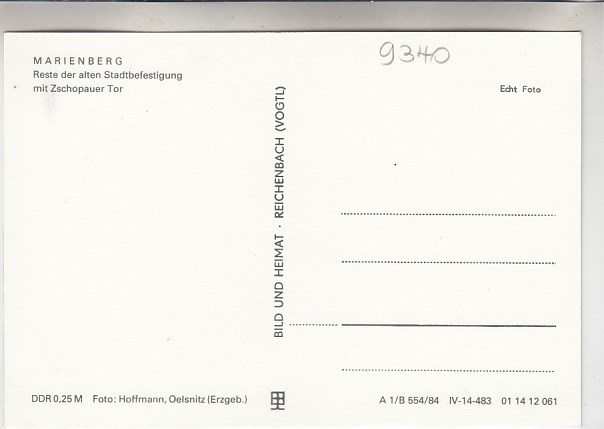 MARIENBERG
Reste der alten Stadtbefestigung
mit Zschopauer Tor
9340
Echt Foto
BILD UND HEIMAT · REICHENBACH (VOGTL)
DDR 0,25 M Foto: Hoffmann, Oelsnitz (Erzgeb.)
A 1/B 554/84 IV-14-483 01 14 12 061